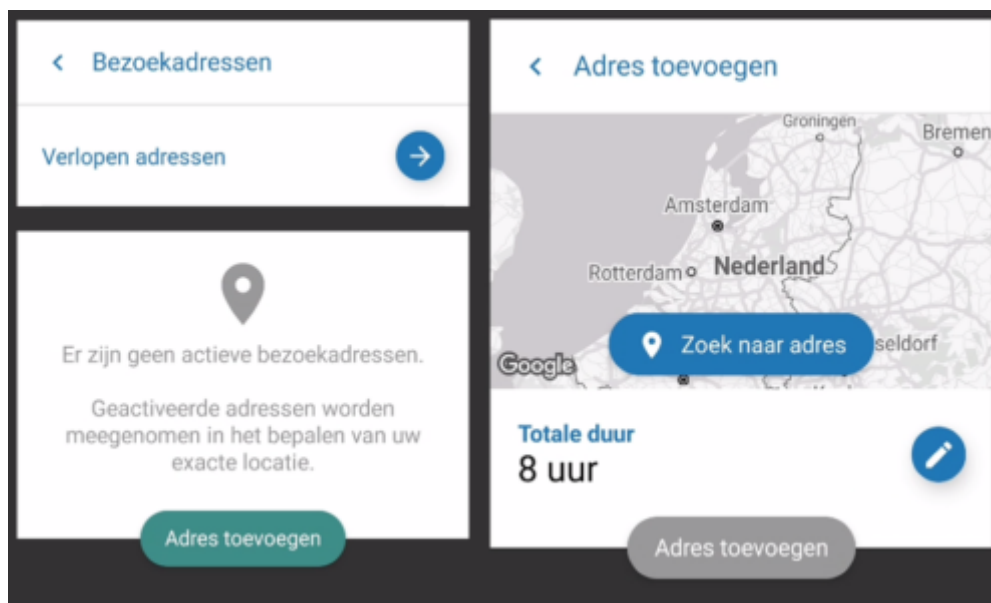 Bezoekadressen
Verlopen adressen
Er zijn geen actieve bezoekadressen.
Geactiveerde adressen worden
meegenomen in het bepalen van uw
exacte locatie.
Adres toevoegen
Adres toevoegen
Groningen
Bremen
Amsterdam
Rotterdam
Nederland
Zoek naar adres
seldorf
Google
Totale duur
8 uur
Adres toevoegen